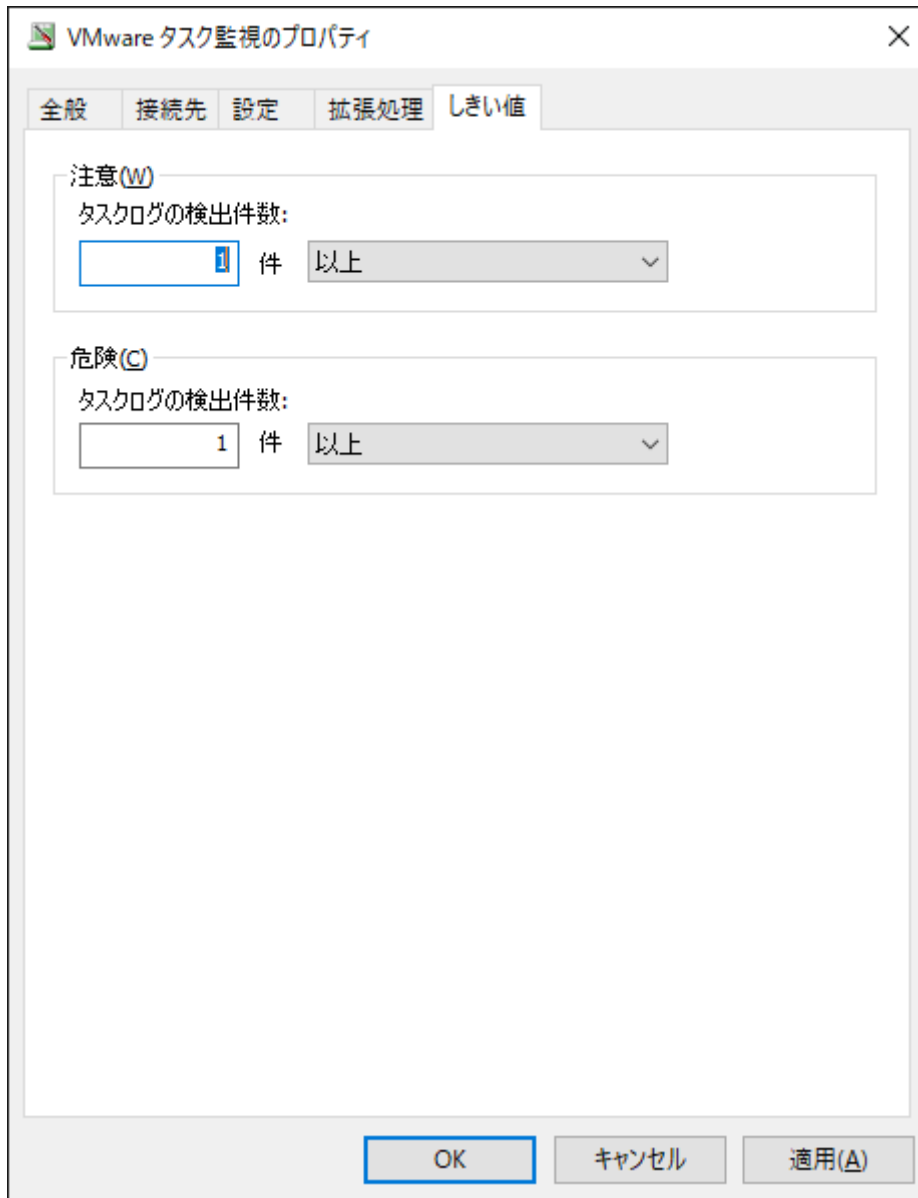 VMware タスク監視のプロパティ
全般 接続先 設定 拡張処理 しきい値
注意(W)
タスクログの検出件数:
1 件 以上
危険(C)
タスクログの検出件数:
1 件 以上
OK キャンセル 適用(A)